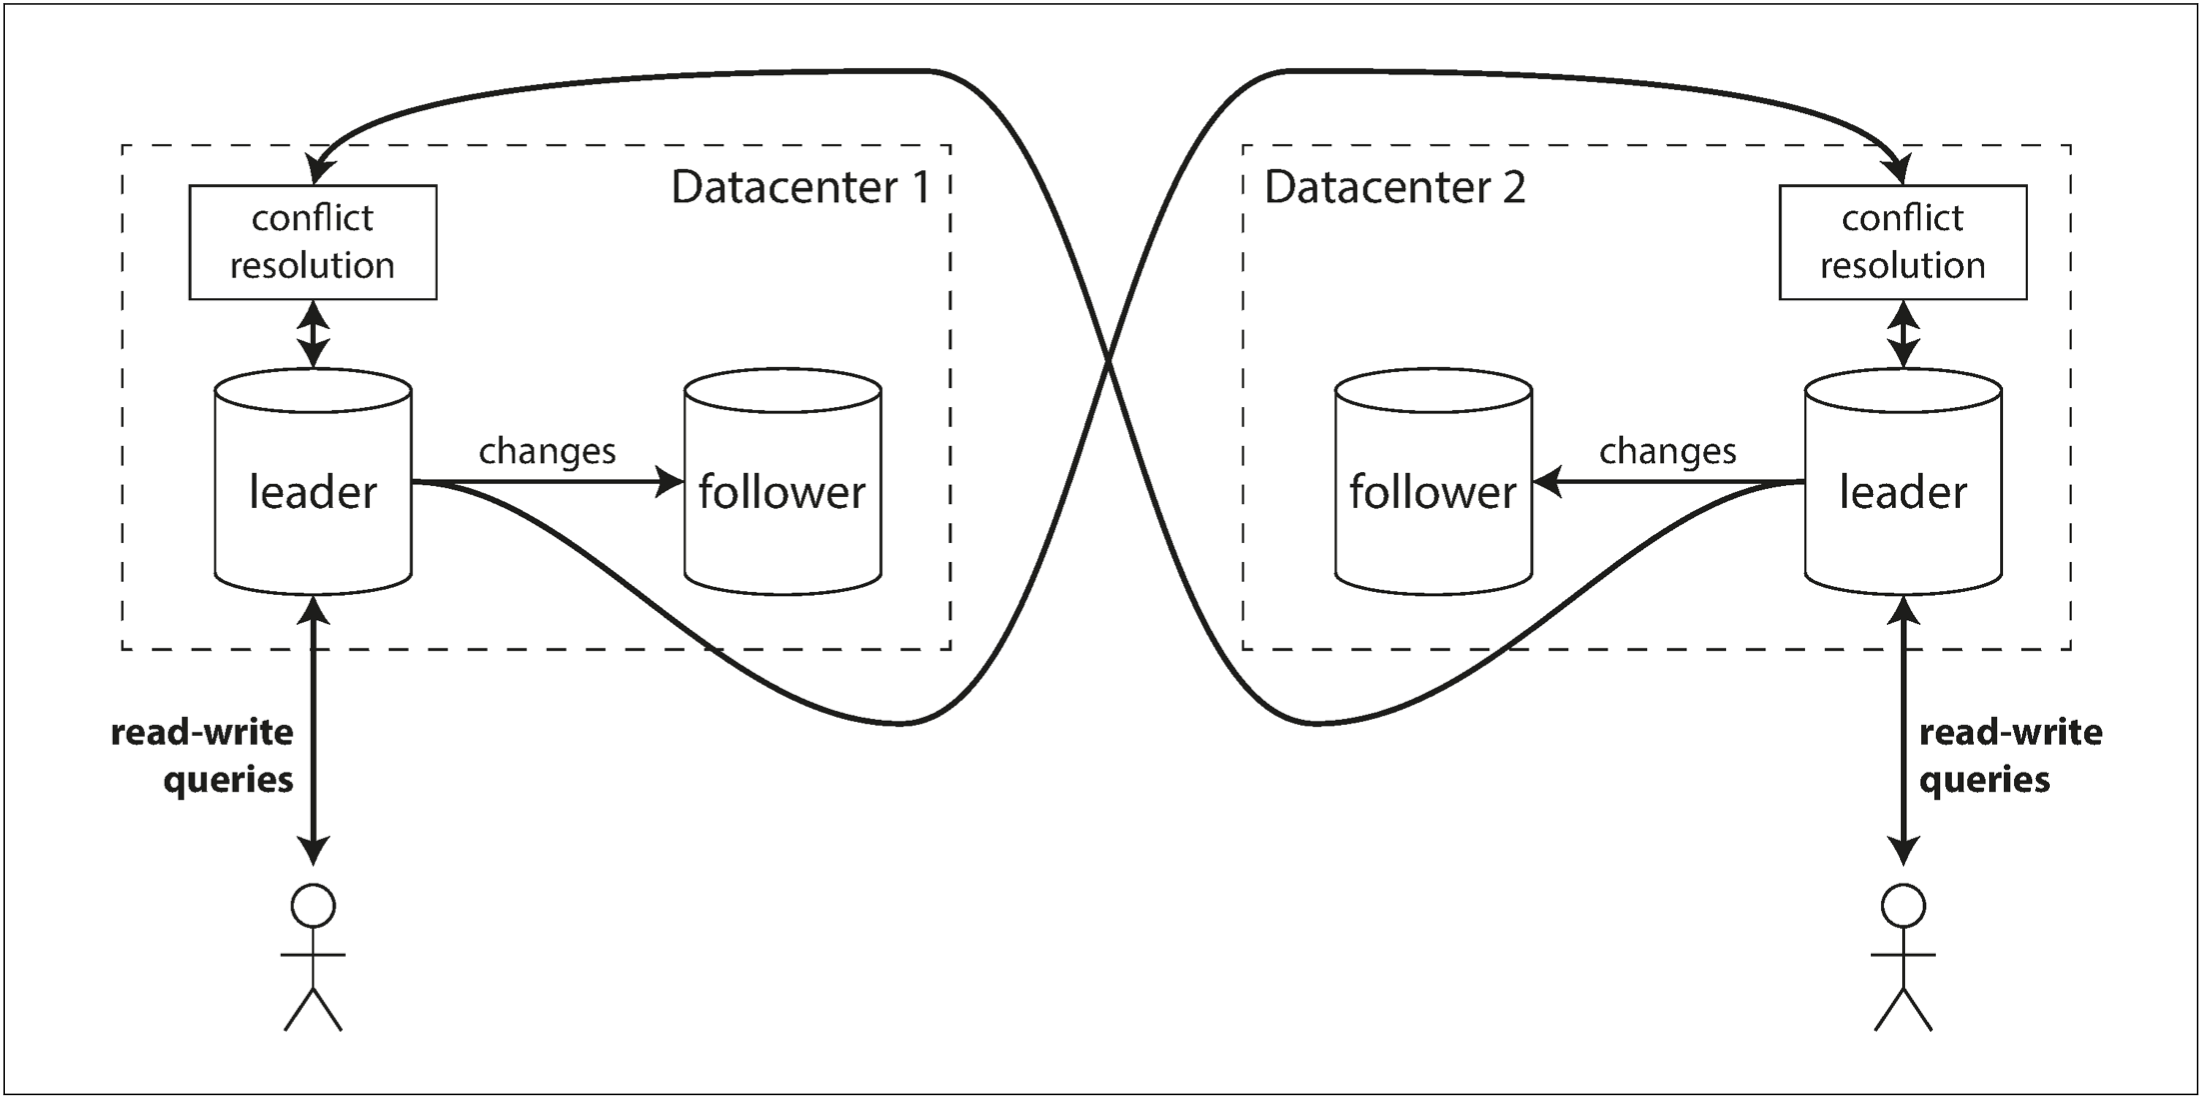 Datacenter 1
conflict
resolution
changes
leader
follower
read-write
queries
Datacenter 2
conflict
resolution
changes
follower
leader
read-write
queries